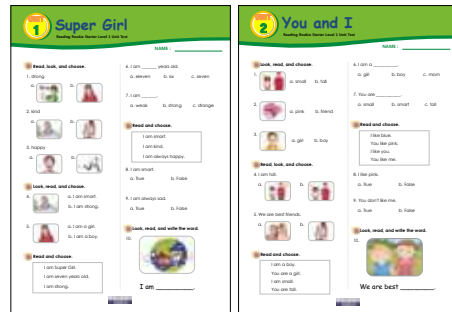 UNIT
1
Super Girl
Reading Rookie Starter Level 1 Unit Test
NAME :
Read, look, and choose.
1. strong
a.
b.
2. kind
a.
b.
3. happy
a.
b.
Look, read, and choose.
4.
a. I am smart.
b. I am strong.
5.
a. I am a girl.
b. I am a boy.
Read and choose.
I am Super Girl.
I am seven years old.
I am strong.
6. I am ______ years old.
a. eleven
b. six
c. seven
7. I am ______.
a. weak
b. strong
c. strange
Read and choose.
I am smart.
I am kind.
I am always happy.
8. I am smart.
a. True
b. False
9. I am always sad.
a. True
b. False
Look, read, and write the word.
10.
I am __________.
UNIT
2
You and I
Reading Rookie Starter Level 1 Unit Test
NAME :
Look, read, and choose.
1.
a. small
b. tall
2.
a. pink
b. friend
3.
a. girl
b. boy
Read, look, and choose.
4. I am tall.
a.
b.
5. We are best friends.
a.
b.
Read and choose.
I am a boy.
You are a girl.
I am small.
You are tall.
6. I am a ________.
a. girl
b. boy
c. mom
7. You are ________.
a. small
b. smart
c. tall
Read and choose.
I like blue.
You like pink.
I like you.
You like me.
8. I like pink.
a. True
b. False
9. You don't like me.
a. True
b. False
Look, read, and write the word.
10.
We are best __________.